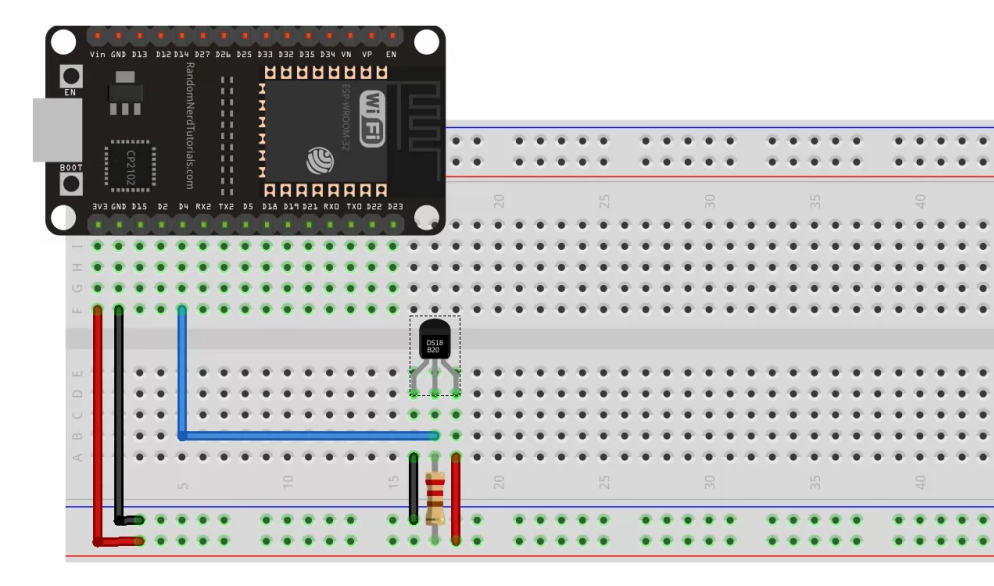 Vin GND D13 D12 D14 D27 D26 D25 D33 D32 D35 D34 VN VP EN
EN
RandomNerdTutorials.com
ESP-WROOM-32
WiFi
CP2102
BOOT
3V3 GND D15 D2 D4 RX2 TX2 D5 D18 D19 D21 RX0 TX0 D22 D23
20 25 30 35 40
I
H
G
F
DS18
B20
E
D
C
B
A
5 10 15 20 25 30 35 40